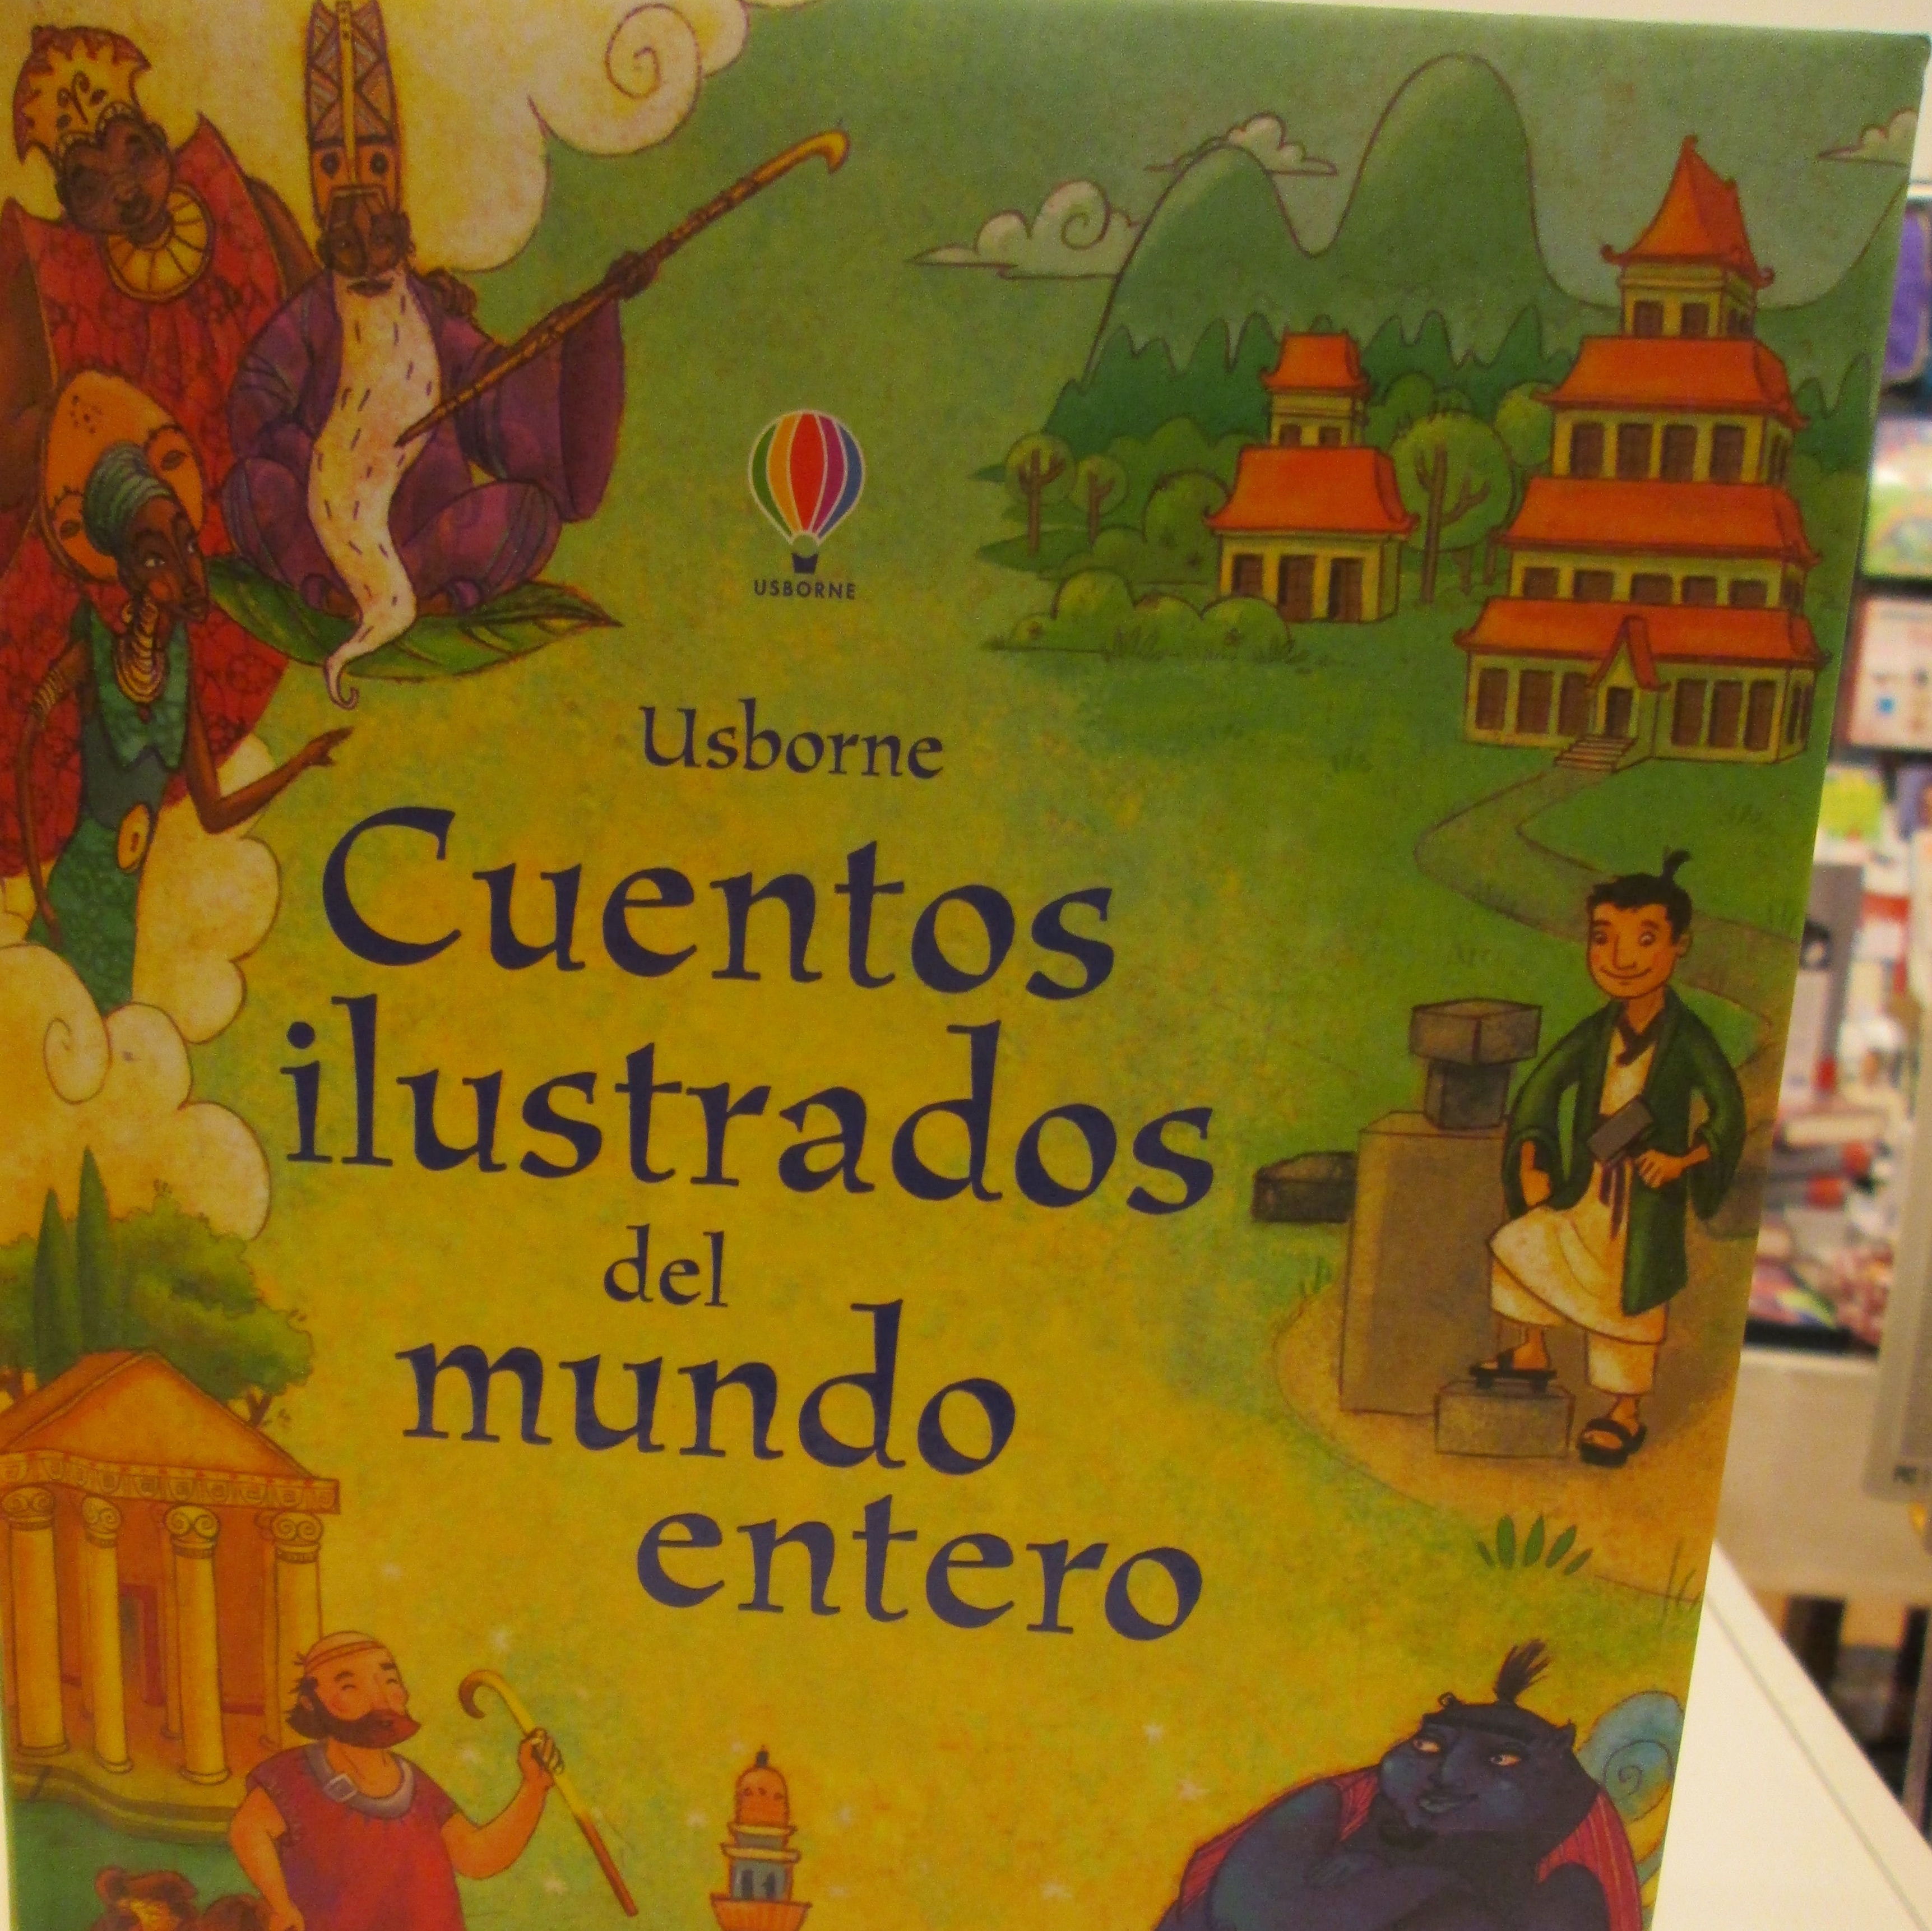 USBORNE
Usborne
Cuentos
ilustrados
del
mundo
entero